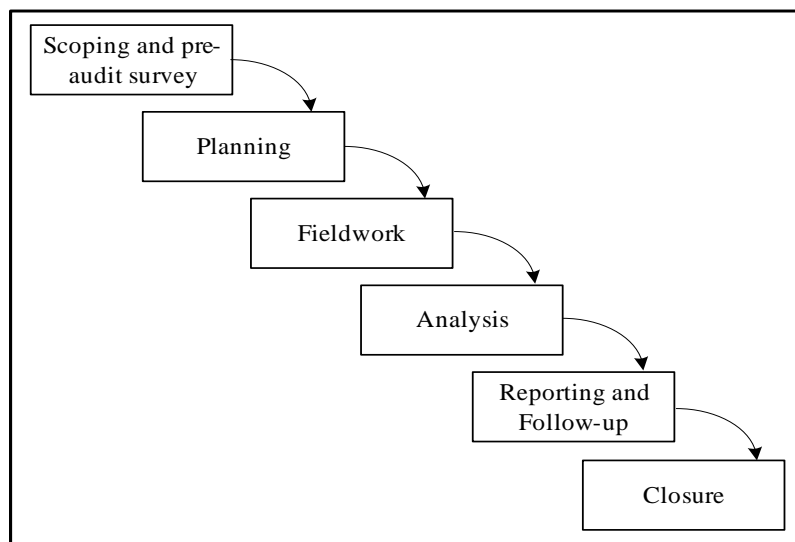 Scoping and pre-
audit survey
Planning
Fieldwork
Analysis
Reporting and
Follow-up
Closure